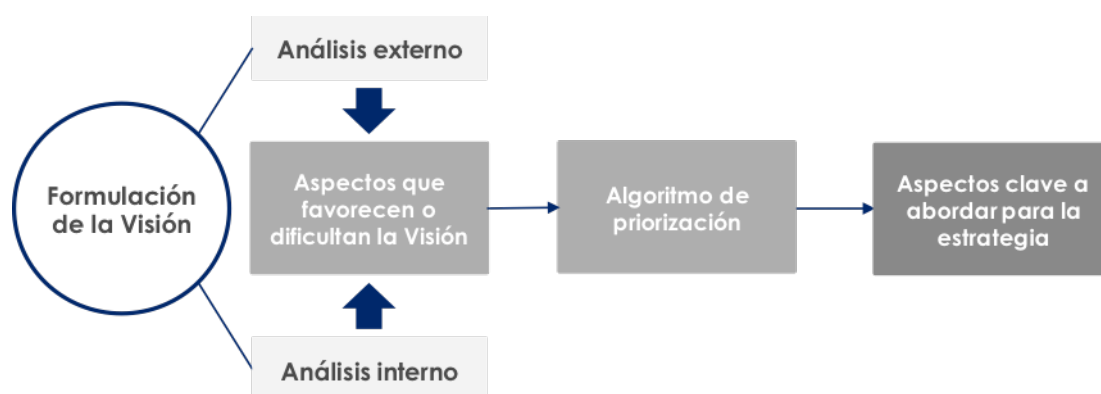 Análisis externo
Formulación
de la Visión
Aspectos que
favorecen o
dificultan la Visión
Algoritmo de
priorización
Aspectos clave a
abordar para la
estrategia
Análisis interno